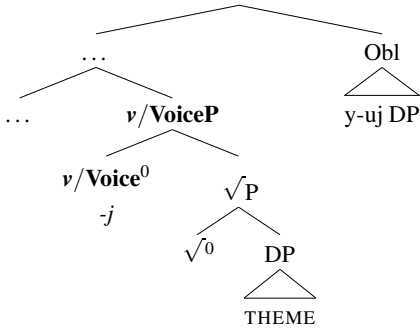 ... Obl
... v/VoiceP y-uj DP
v/Voice⁰ √P
-j
√⁰ DP
THEME